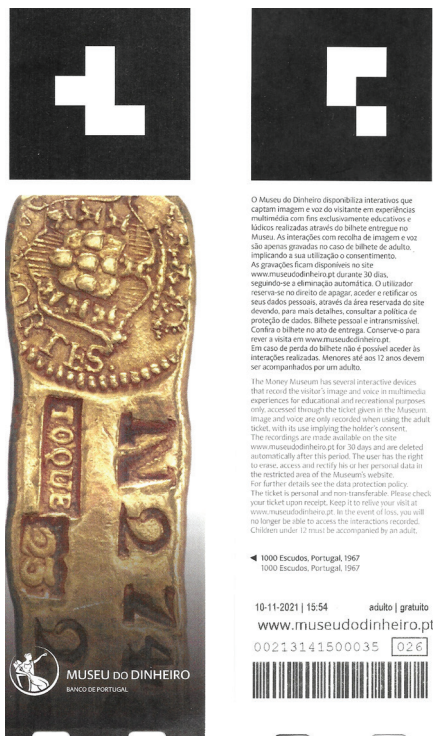 MUSEU DO DINHEIRO
BANCO DE PORTUGAL
O Museu do Dinheiro disponibiliza interativos que
captam imagem e voz do visitante em experiências
multimédia com fins exclusivamente educativos e
lúdicos realizadas através do bilhete entregue no
Museu. As interações com recolha de imagem e voz
são apenas gravadas no caso de bilhete de adulto,
implicando a sua utilização o consentimento.
As gravações ficam disponíveis no site
www.museudodinheiro.pt durante 30 dias,
seguindo-se a eliminação automática. O utilizador
reserva-se no direito de apagar, aceder e retificar os
seus dados pessoais, através da área reservada do site
devendo, para mais detalhes, consultar a política de
proteção de dados. Bilhete pessoal e intransmissível.
Confira o bilhete no ato de entrega. Conserve-o para
rever a visita em www.museudodinheiro.pt.
Em caso de perda do bilhete não é possível aceder às
interações realizadas. Menores até aos 12 anos devem
ser acompanhados por um adulto.
The Money Museum has several interactive devices
that record the visitor's image and voice in multimedia
experiences for educational and recreational purposes
only, accessed through the ticket given in the Museum.
Image and voice are only recorded when using the adult
ticket, with its use implying the holder's consent.
The recordings are made available on the site
www.museudodinheiro.pt for 30 days and are deleted
automatically after this period. The user has the right
to erase, access and rectify his or her personal data in
the restricted area of the Museum's website.
For further details see the data protection policy.
The ticket is personal and non-transferable. Please check
your ticket upon receipt. Keep it to relive your visit at
www.museudodinheiro.pt. In the event of loss, you will
no longer be able to access the interactions recorded.
Children under 12 must be accompanied by an adult.
◄ 1000 Escudos, Portugal, 1967
1000 Escudos, Portugal, 1967
10-11-2021 | 15:54 adulto | gratuito
www.museudodinheiro.pt
00213141500035 026